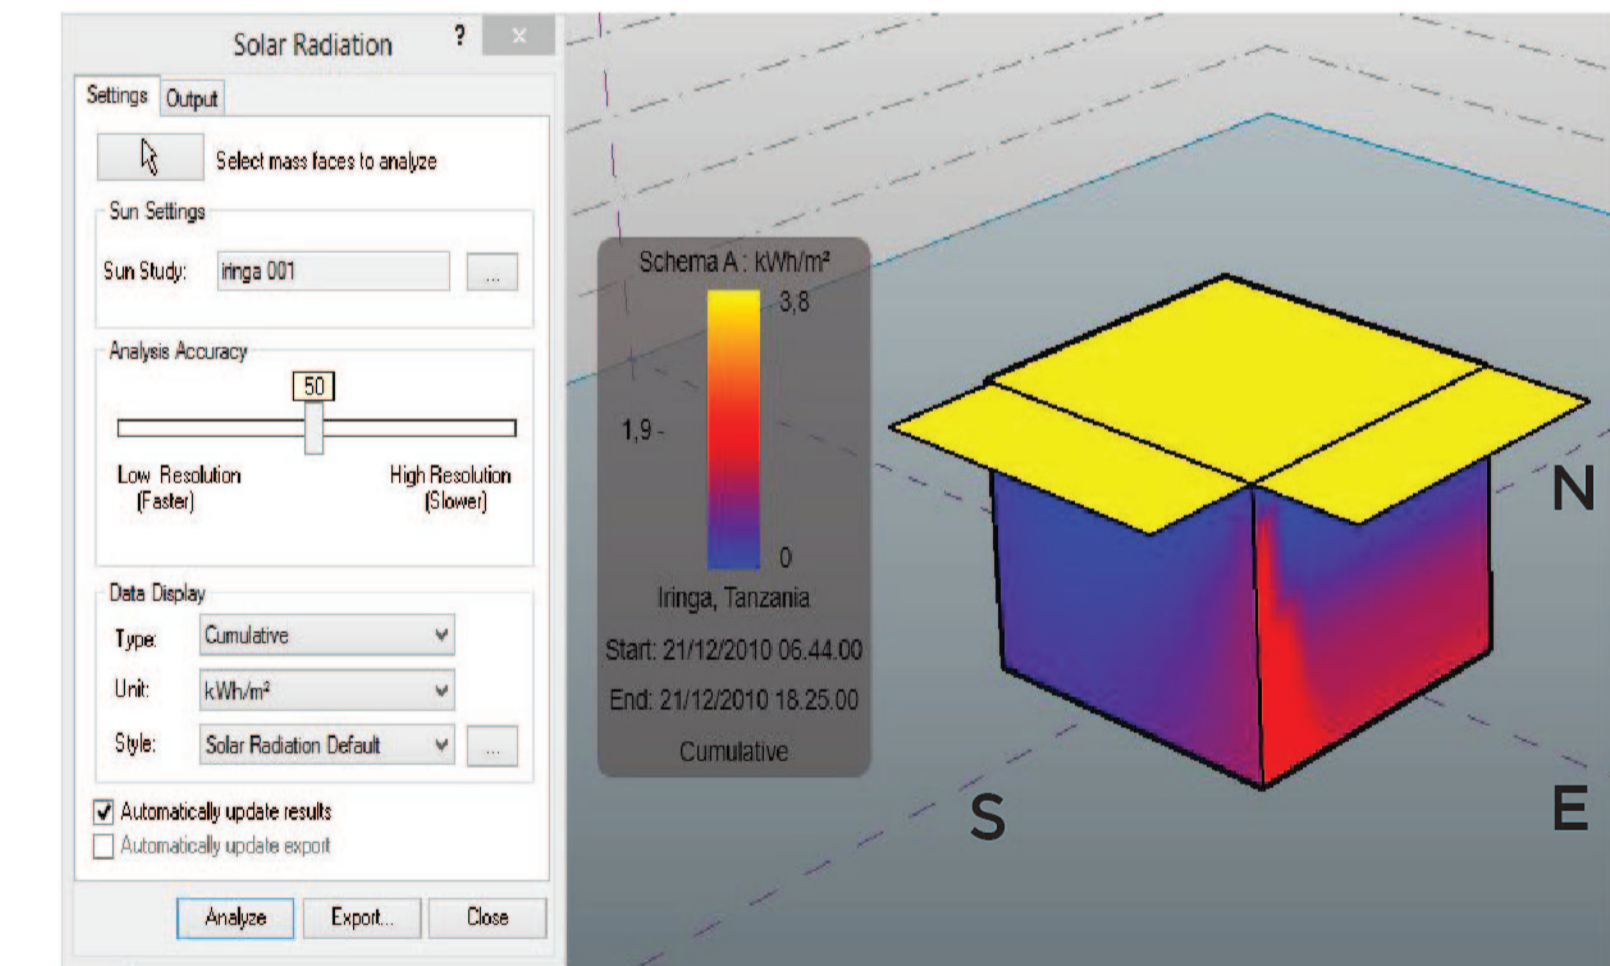 Solar Radiation
?
x
Settings
Output
Select mass faces to analyze
Sun Settings
Sun Study:
iringa 001
...
Analysis Accuracy
50
Low Resolution
(Faster)
High Resolution
(Slower)
Data Display
Type:
Cumulative
Unit:
kWh/m²
Style:
Solar Radiation Default
...
Automatically update results
Automatically update export
Analyze
Export...
Close
Schema A : kWh/m²
3,8
1,9 -
0
Iringa, Tanzania
Start: 21/12/2010 06.44.00
End: 21/12/2010 18.25.00
Cumulative
N
S
E